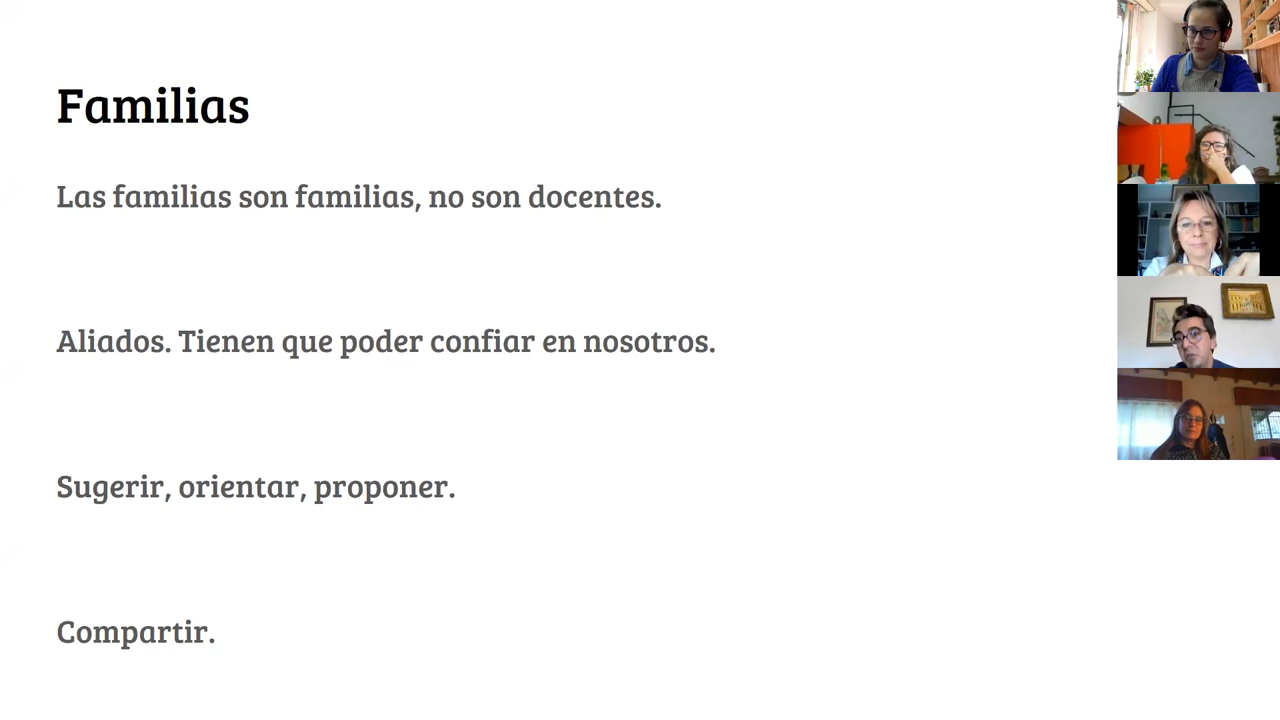 Familias
Las familias son familias, no son docentes.
Aliados. Tienen que poder confiar en nosotros.
Sugerir, orientar, proponer.
Compartir.